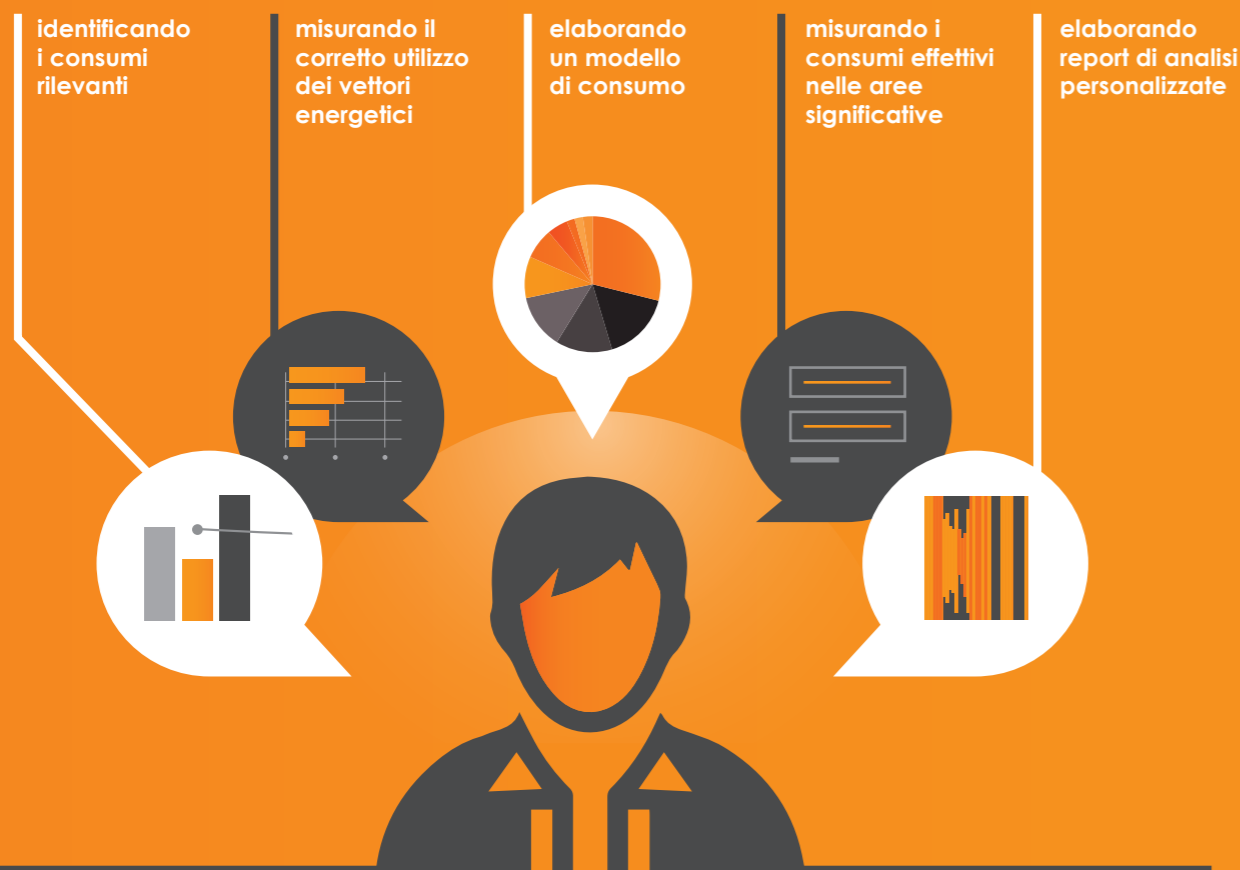 identificando
i consumi
rilevanti
misurando il
corretto utilizzo
dei vettori
energetici
elaborando
un modello
di consumo
misurando i
consumi effettivi
nelle aree
significative
elaborando
report di analisi
personalizzate